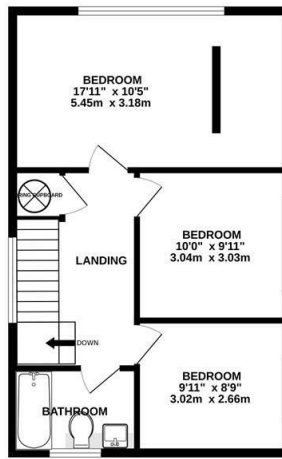 BEDROOM
17'11" x 10'5"
5.45m x 3.18m
CUPBOARD
BEDROOM
10'0" x 9'11"
3.04m x 3.03m
LANDING
DOWN
BEDROOM
9'11" x 8'9"
3.02m x 2.66m
BATHROOM